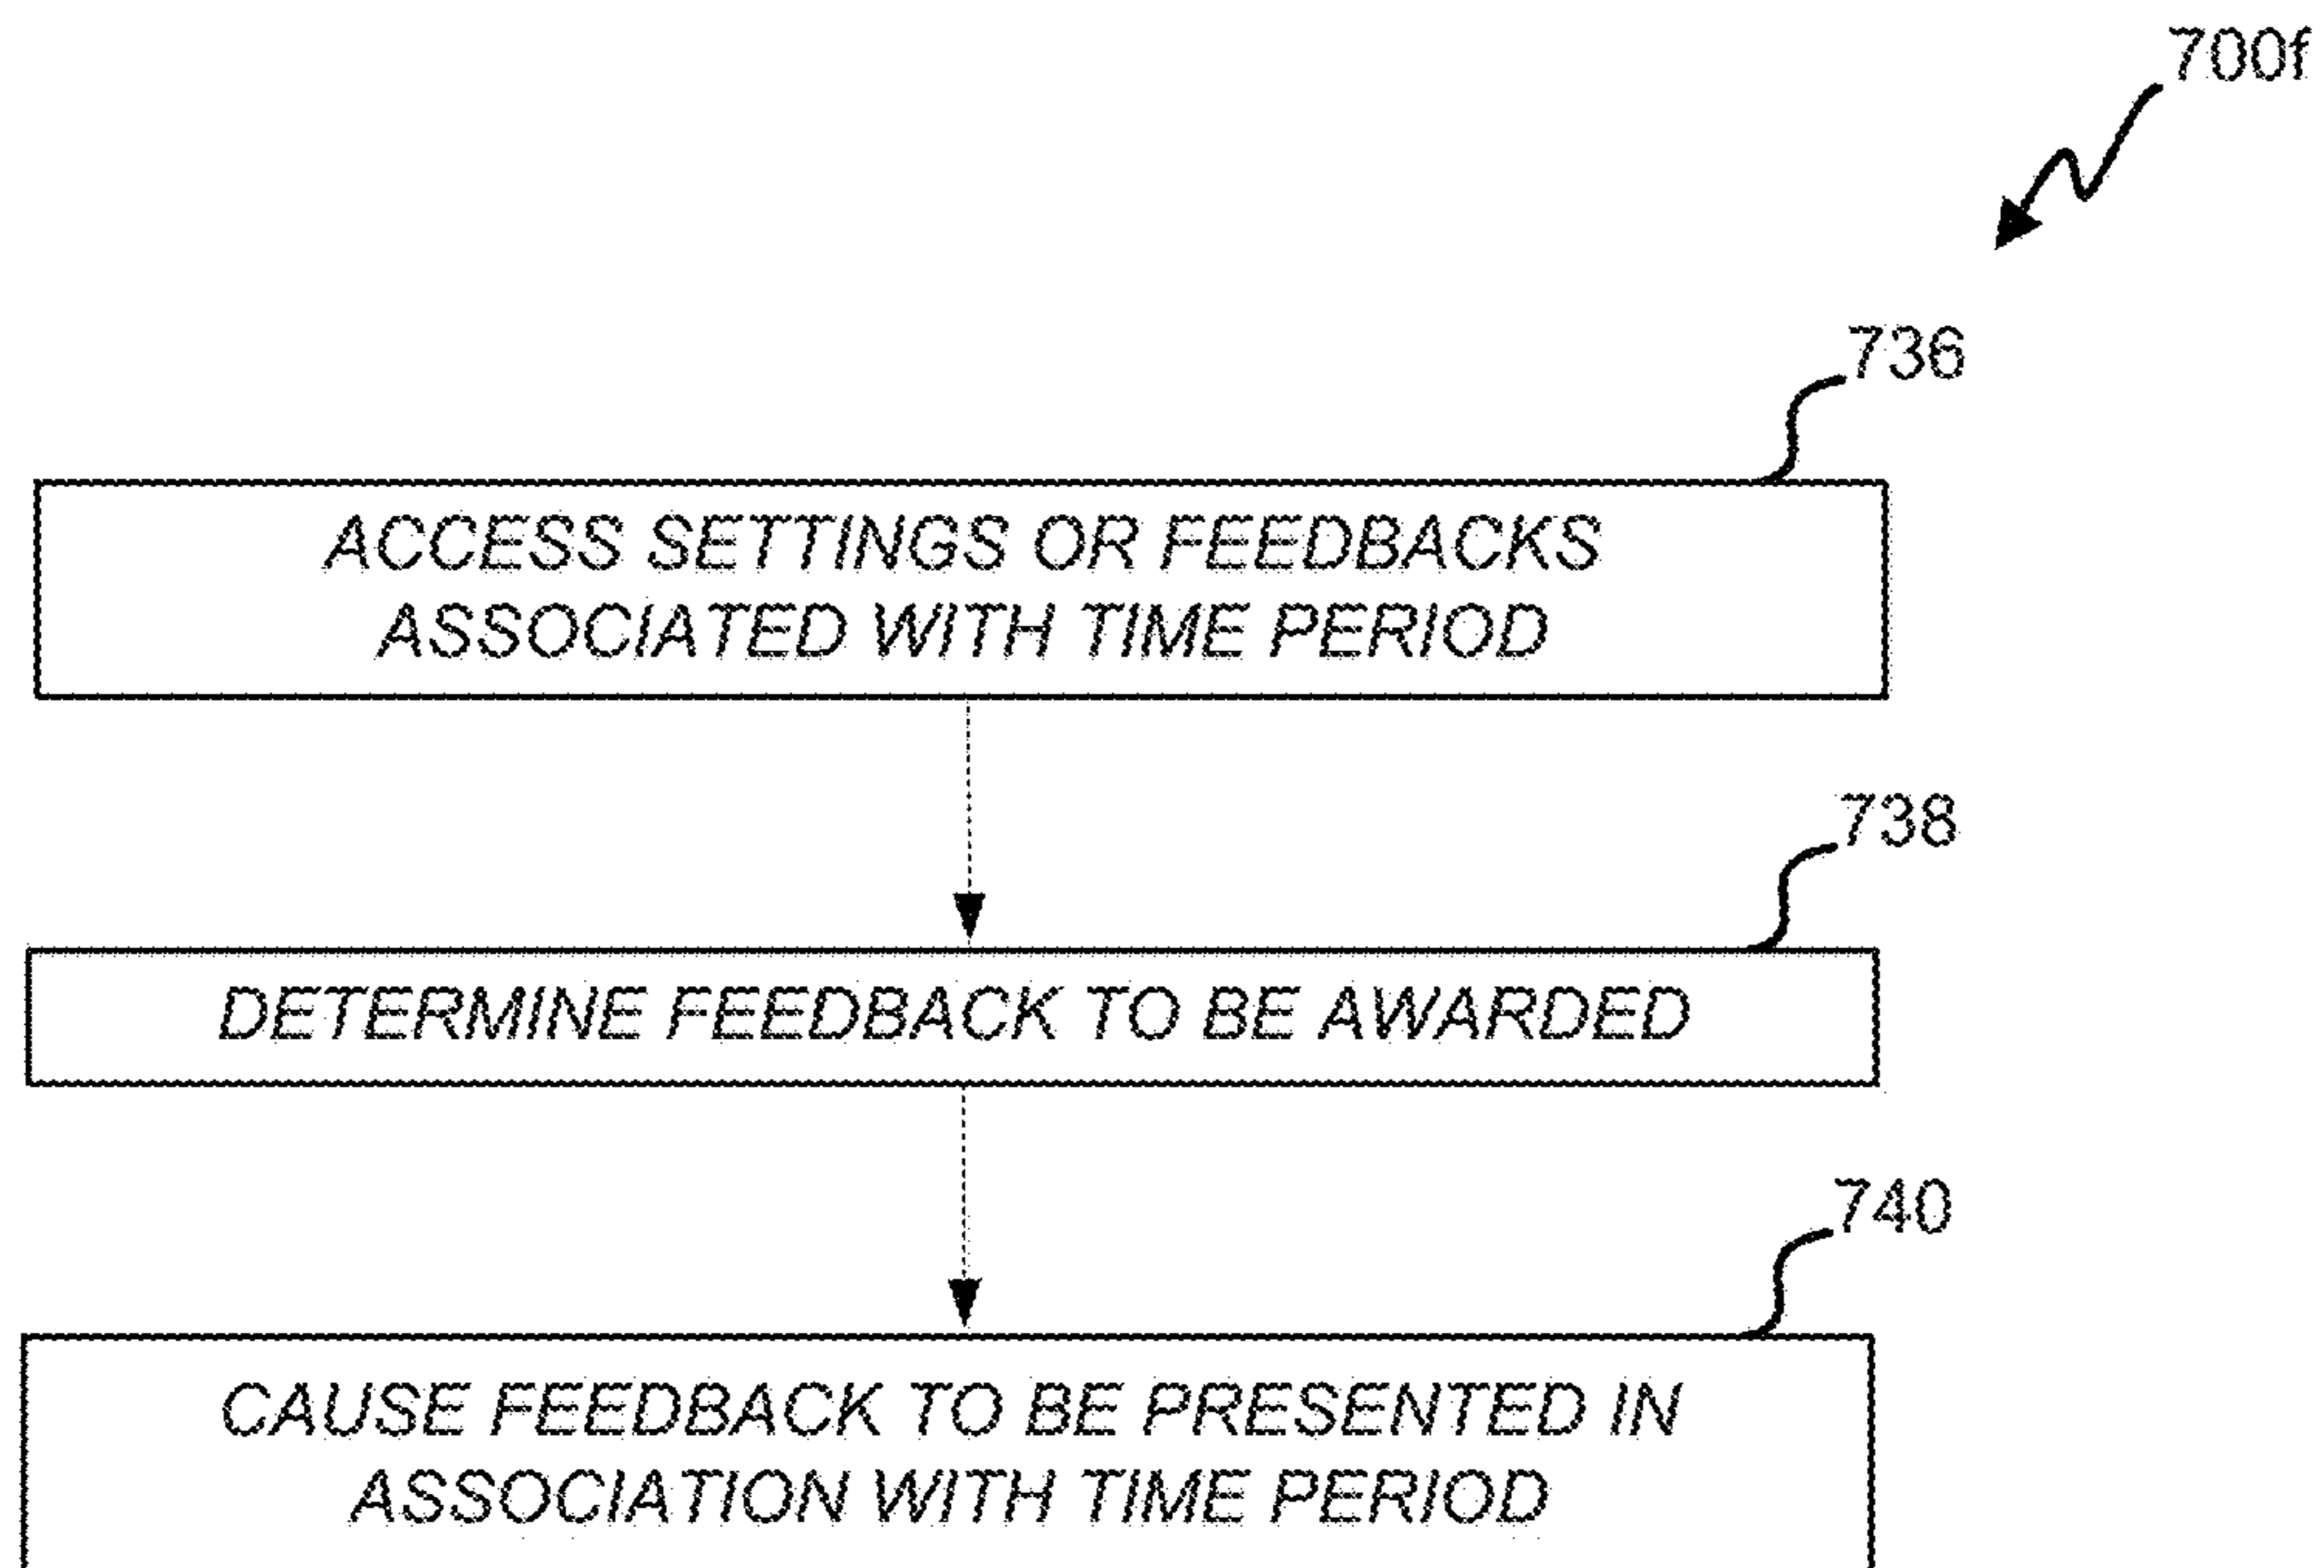 700f
736
ACCESS SETTINGS OR FEEDBACKS
ASSOCIATED WITH TIME PERIOD
738
DETERMINE FEEDBACK TO BE AWARDED
740
CAUSE FEEDBACK TO BE PRESENTED IN
ASSOCIATION WITH TIME PERIOD